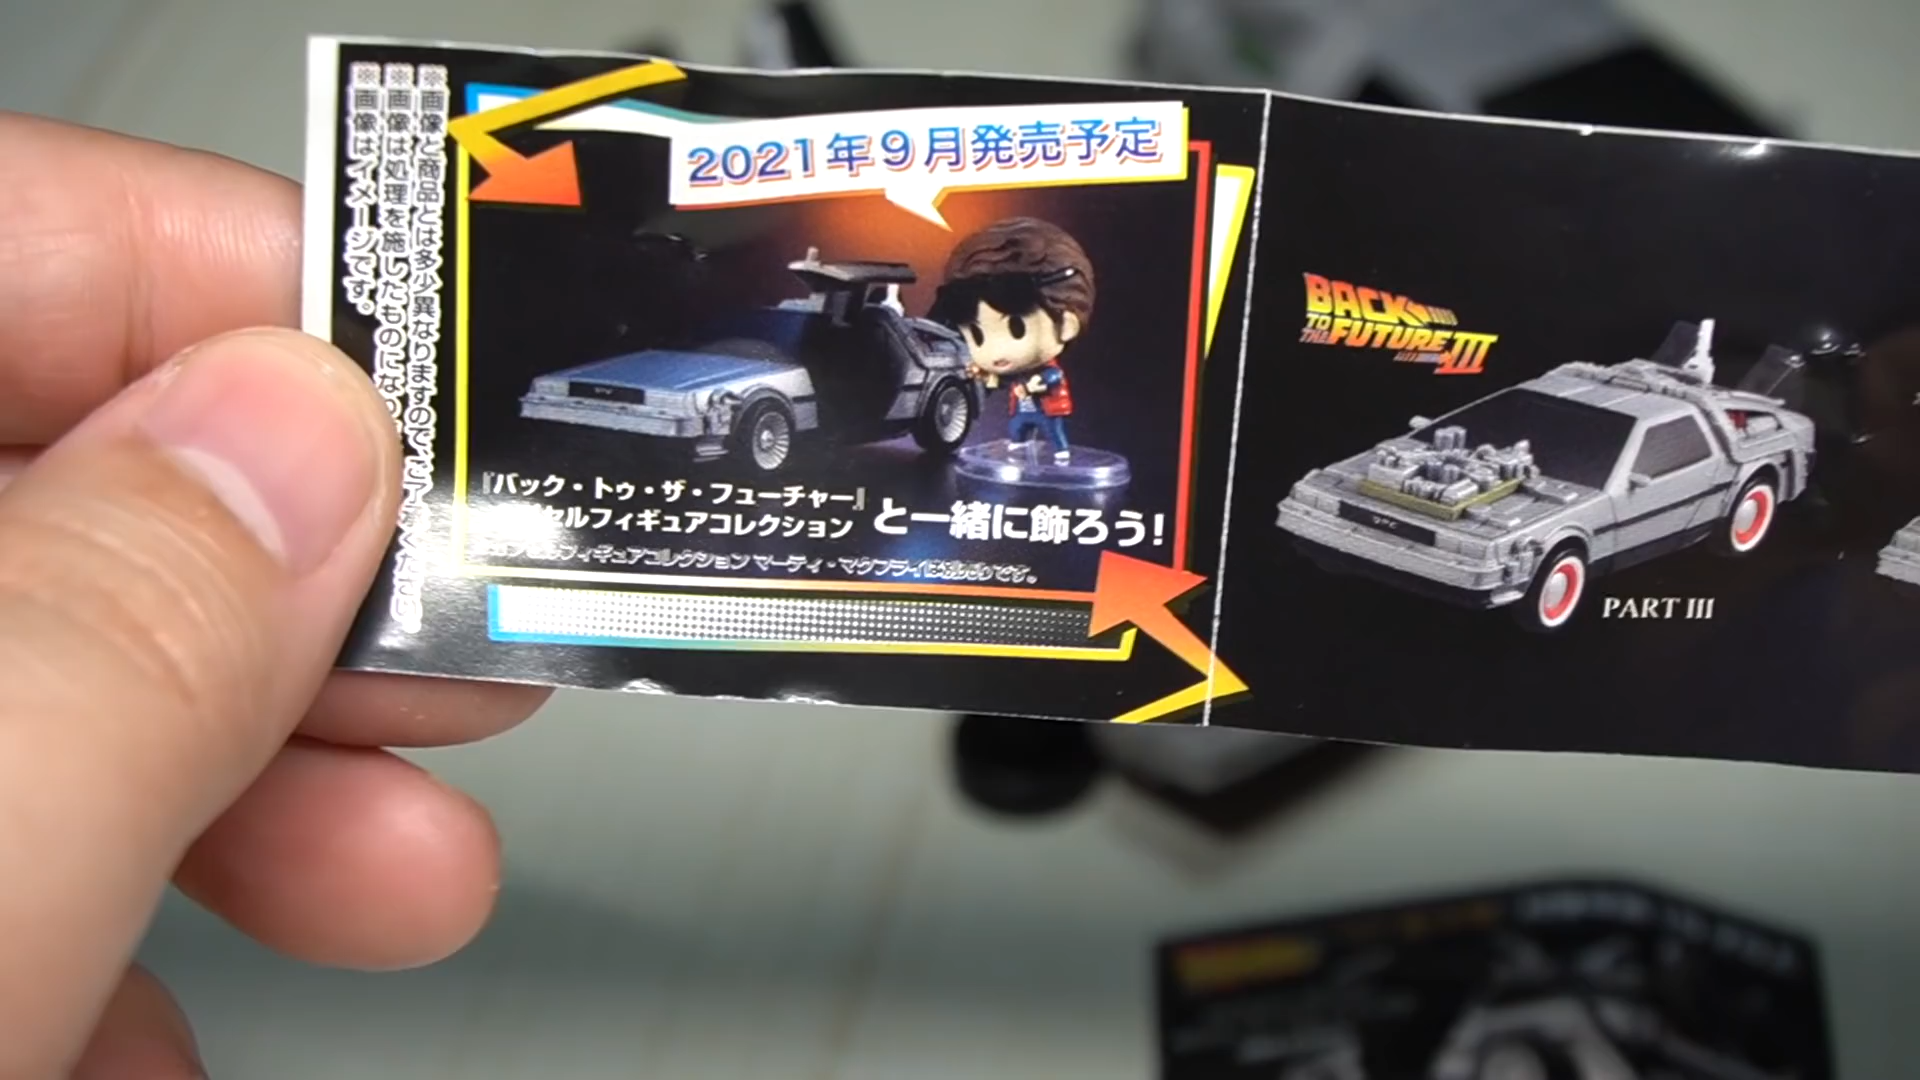 ※画像と商品とは多少異なりますので、ご了承ください。
※画像は処理を施したものになり
※画像はイメージです。
2021年9月発売予定
『バック・トゥ・ザ・フューチャー』
セルフィギュアコレクション
と一緒に飾ろう!
セルフィギュアコレクション マーティ・マクフライは別売りです。
BACK
TO THE FUTURE III
PART III